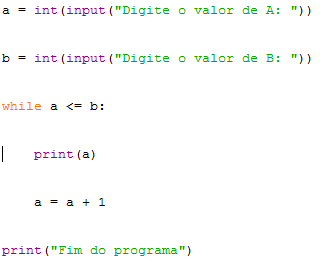 a = int(input("Digite o valor de A: "))
b = int(input("Digite o valor de B: "))
while a <= b:
    print(a)
    a = a + 1
print("Fim do programa")